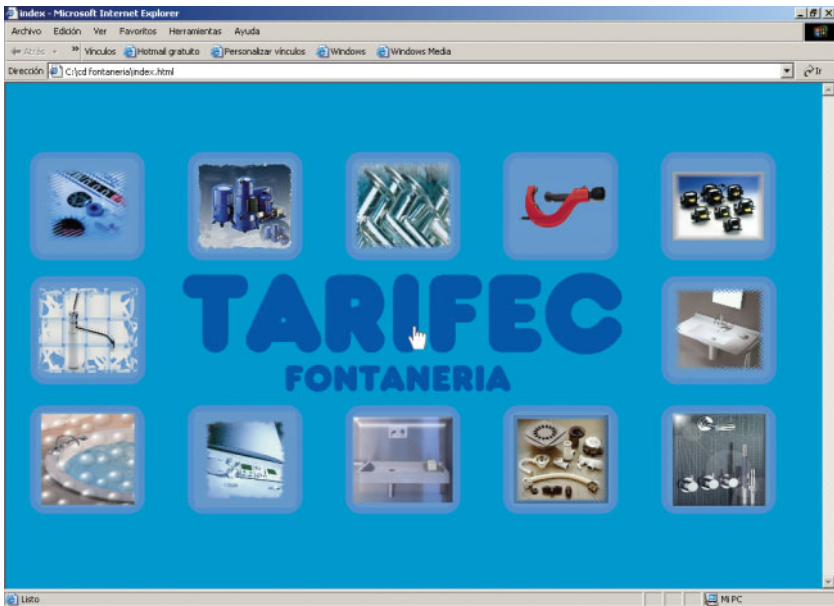 index - Microsoft Internet Explorer
Archivo Edición Ver Favoritos Herramientas Ayuda
Atrás » Vínculos Hotmail gratuito Personalizar vínculos Windows Windows Media
Dirección C:\cd fontaneria\index.html Ir
TARIFEC
FONTANERIA
Listo Mi PC